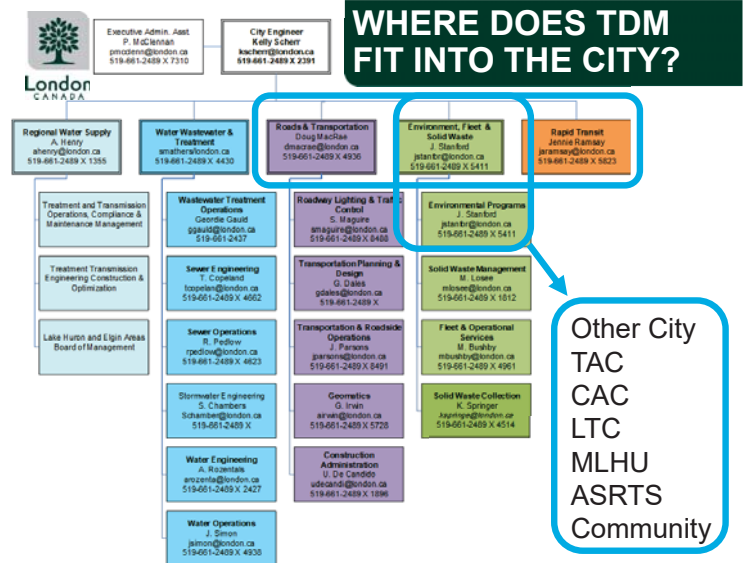 WHERE DOES TDM
FIT INTO THE CITY?
London
CANADA
Executive Admin. Asst.
P. McClennan
pmcclenn@london.ca
519-661-2489 X 7310
City Engineer
Kelly Scherr
kscherr@london.ca
519-661-2489 X 2391
Regional Water Supply
A. Henry
ahenry@london.ca
519-661-2489 X 1355
Water Wastewater &
Treatment
smathers/london.ca
519-661-2489 X 4430
Roads & Transportation
Doug MacRae
dmacrae@london.ca
519-661-2489 X 4936
Environment, Fleet &
Solid Waste
J. Stanford
jstanfor@london.ca
519-661-2489 X 5411
Rapid Transit
Jennie Ramsay
jaramsay@london.ca
519-661-2489 X 5823
Treatment and Transmission
Operations, Compliance &
Maintenance Management
Treatment Transmission
Engineering Construction &
Optimization
Lake Huron and Elgin Areas
Board of Management
Wastewater Treatment
Operations
Geordie Gauld
ggauld@london.ca
519-661-2437
Sewer Engineering
T. Copeland
tcopelan@london.ca
519-661-2489 X 4662
Sewer Operations
R. Pedlow
rpedlow@london.ca
519-661-2489 X 4623
Stormwater Engineering
S. Chambers
Schamber@london.ca
519-661-2489 X
Water Engineering
A. Rozentals
arozenta@london.ca
519-661-2489 X 2427
Water Operations
J. Simon
jsimon@london.ca
519-661-2489 X 4938
Roadway Lighting & Traffic
Control
S. Maguire
smaguire@london.ca
519-661-2489 X 8488
Transportation Planning &
Design
G. Dales
gdales@london.ca
519-661-2489 X
Transportation & Roadside
Operations
J. Parsons
jparsons@london.ca
519-661-2489 X 8491
Geomatics
G. Irwin
airwin@london.ca
519-661-2489 X 5728
Construction
Administration
U. De Candido
udecandi@london.ca
519-661-2489 X 1896
Environmental Programs
J. Stanford
jstanfor@london.ca
519-661-2489 X 5411
Solid Waste Management
M. Losee
mlosee@london.ca
519-661-2489 X 1812
Fleet & Operational
Services
M. Bushby
mbushby@london.ca
519-661-2489 X 4961
Solid Waste Collection
K. Springer
519-661-2489 X 4514
Other City
TAC
CAC
LTC
MLHU
ASRTS
Community